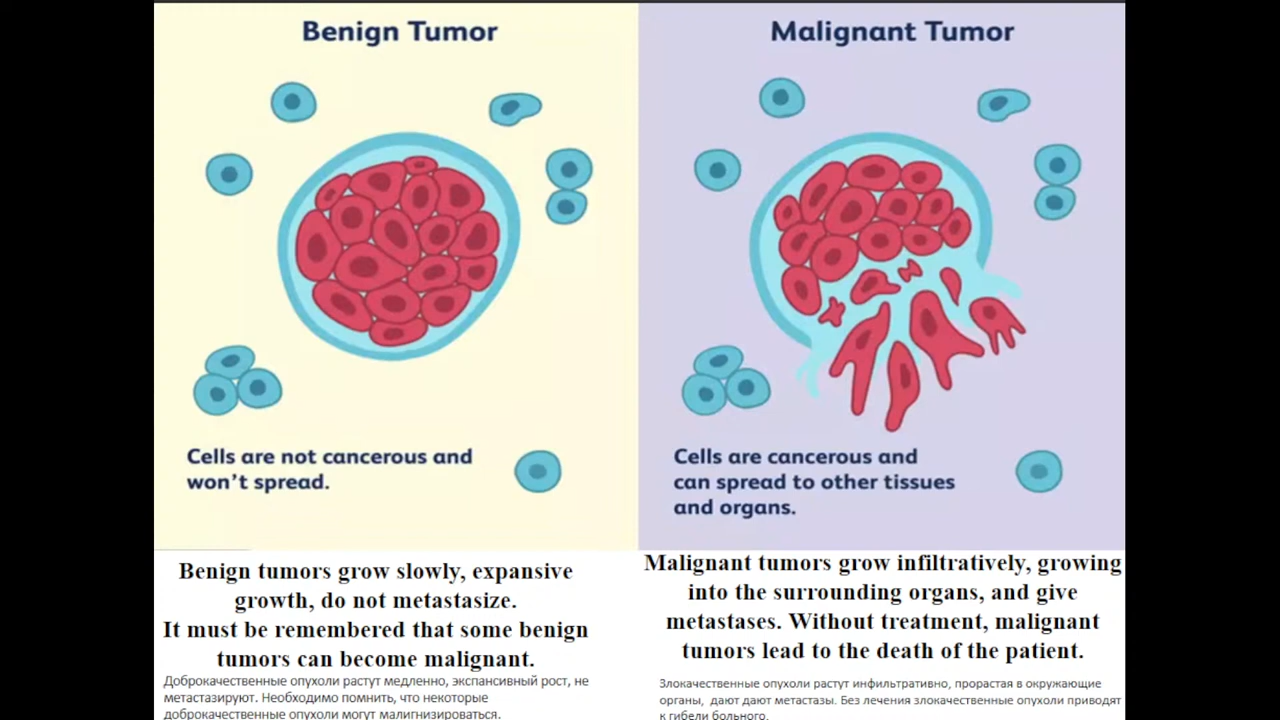 Benign Tumor
Cells are not cancerous and
won't spread.
Benign tumors grow slowly, expansive
growth, do not metastasize.
It must be remembered that some benign
tumors can become malignant.
Доброкачественные опухоли растут медленно, экспансивный рост, не
метастазируют. Необходимо помнить, что некоторые
доброкачественные опухоли могут малигнизироваться.
Malignant Tumor
Cells are cancerous and
can spread to other tissues
and organs.
Malignant tumors grow infiltratively, growing
into the surrounding organs, and give
metastases. Without treatment, malignant
tumors lead to the death of the patient.
Злокачественные опухоли растут инфильтративно, прорастая в окружающие
органы, дают дают метастазы. Без лечения злокачественные опухоли приводят
к гибели больного.